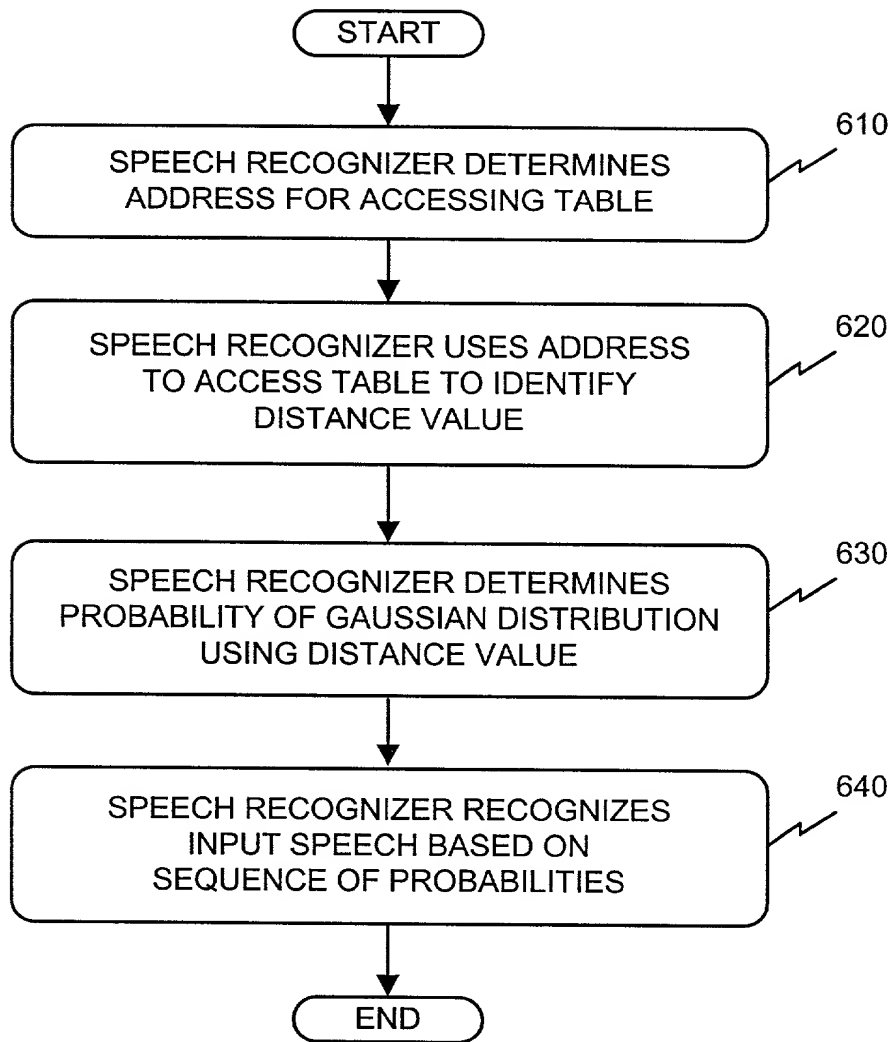 START
610
SPEECH RECOGNIZER DETERMINES
ADDRESS FOR ACCESSING TABLE
620
SPEECH RECOGNIZER USES ADDRESS
TO ACCESS TABLE TO IDENTIFY
DISTANCE VALUE
630
SPEECH RECOGNIZER DETERMINES
PROBABILITY OF GAUSSIAN DISTRIBUTION
USING DISTANCE VALUE
640
SPEECH RECOGNIZER RECOGNIZES
INPUT SPEECH BASED ON
SEQUENCE OF PROBABILITIES
END